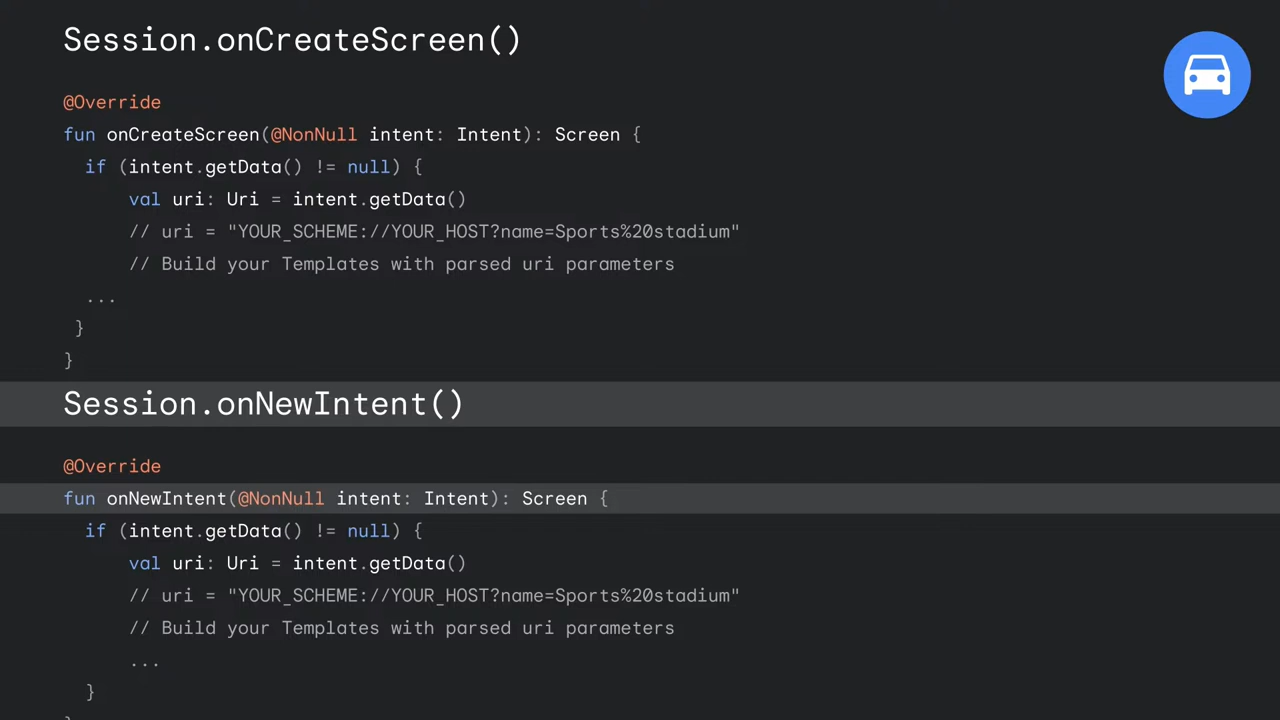 Session.onCreateScreen()
@Override
fun onCreateScreen(@NonNull intent: Intent): Screen {
if (intent.getData() != null) {
val uri: Uri = intent.getData()
// uri = "YOUR_SCHEME://YOUR_HOST?name=Sports%20stadium"
// Build your Templates with parsed uri parameters
...
}
}
Session.onNewIntent()
@Override
fun onNewIntent(@NonNull intent: Intent): Screen {
if (intent.getData() != null) {
val uri: Uri = intent.getData()
// uri = "YOUR_SCHEME://YOUR_HOST?name=Sports%20stadium"
// Build your Templates with parsed uri parameters
...
}
}